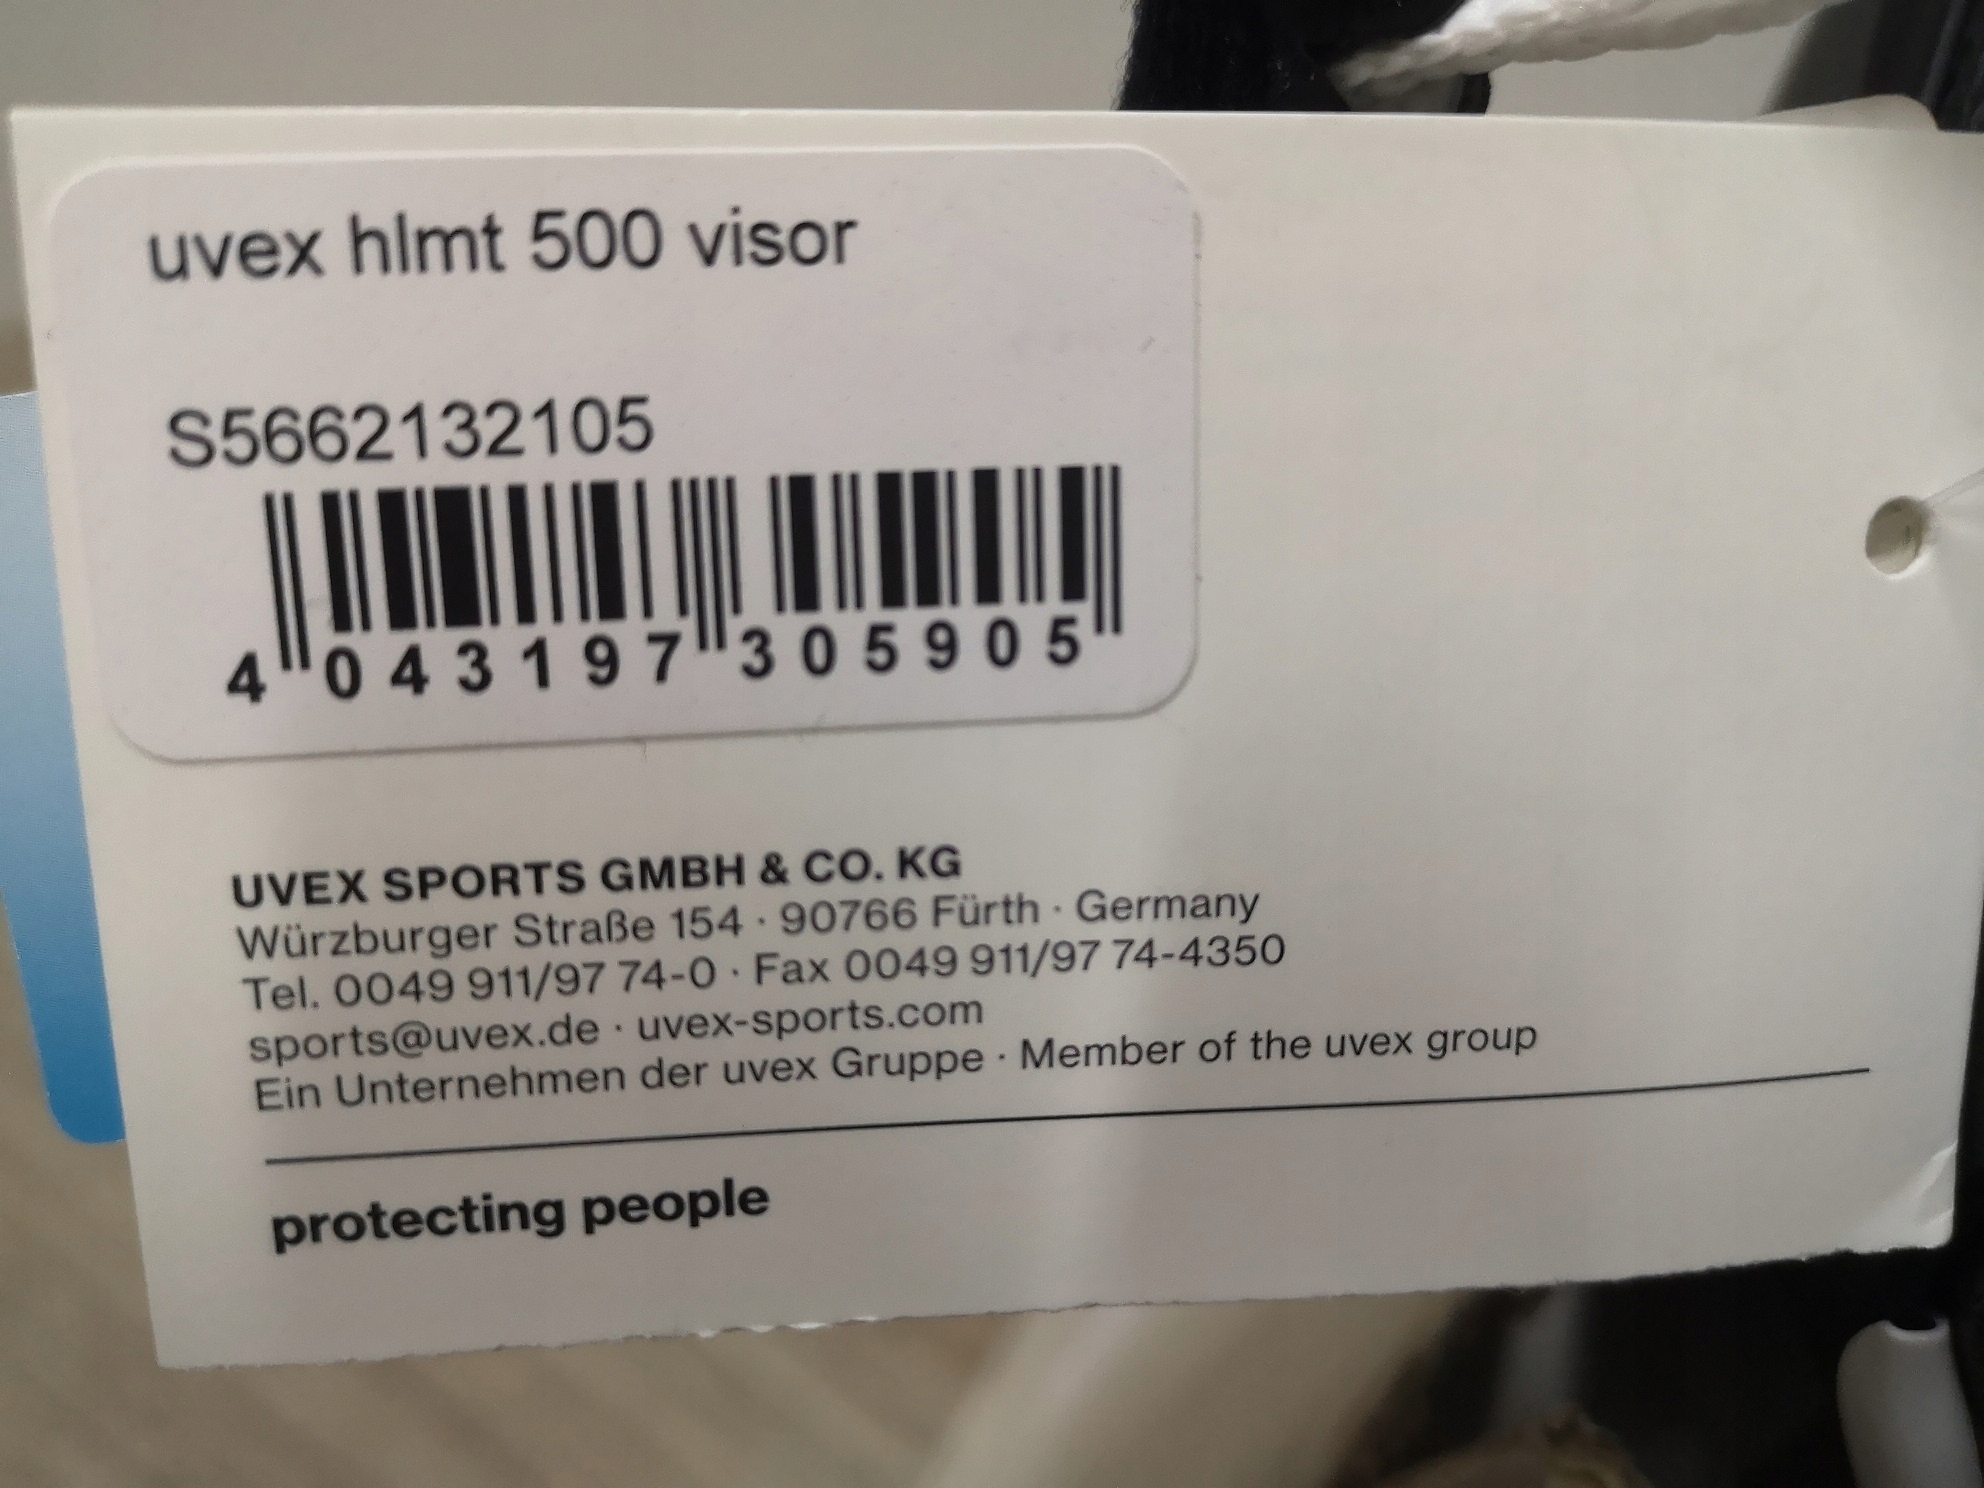 uvex hlmt 500 visor
S5662132105
4 043197 305905
UVEX SPORTS GMBH & CO. KG
Würzburger Straße 154 · 90766 Fürth · Germany
Tel. 0049 911/97 74-0 · Fax 0049 911/97 74-4350
sports@uvex.de · uvex-sports.com
Ein Unternehmen der uvex Gruppe · Member of the uvex group
protecting people